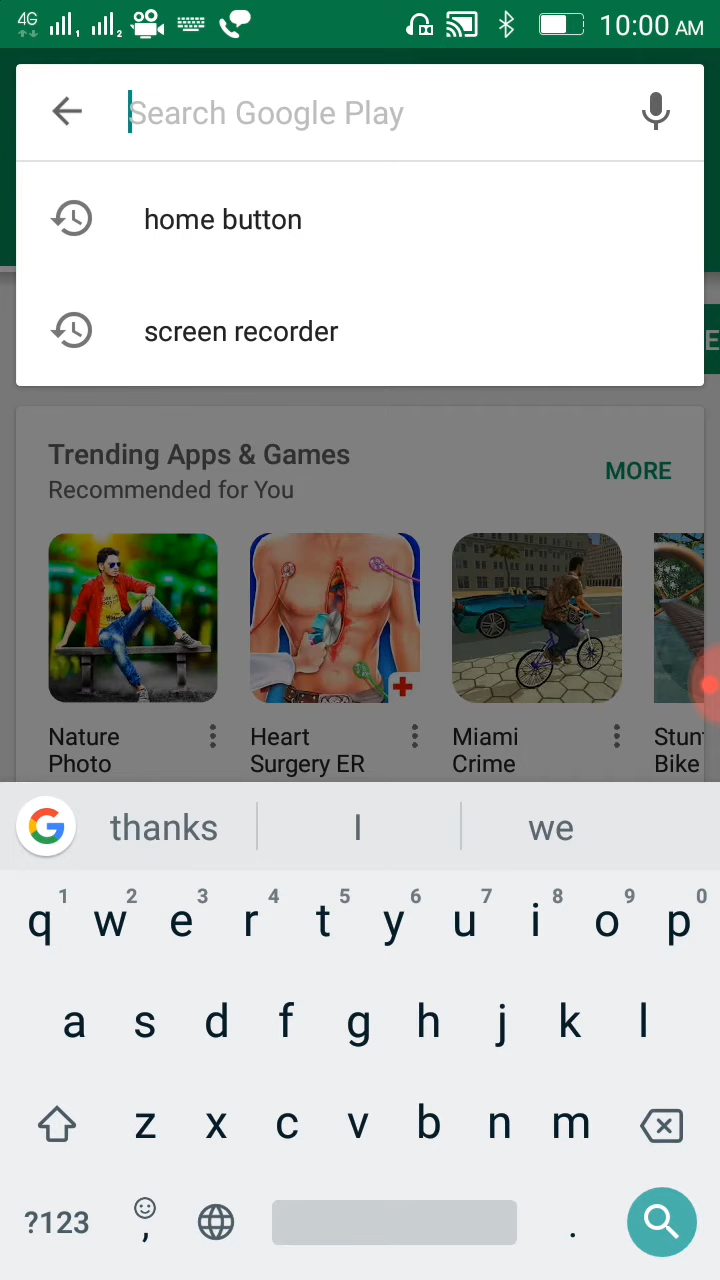 4G 1 2 10:00 AM
Search Google Play
home button
screen recorder
E
Trending Apps & Games
Recommended for You
MORE
Nature
Photo
Heart
Surgery ER
Miami
Crime
Stun
Bike
G thanks I we
1 2 3 4 5 6 7 8 9 0
q w e r t y u i o p
a s d f g h j k l
z x c v b n m
?123 , .